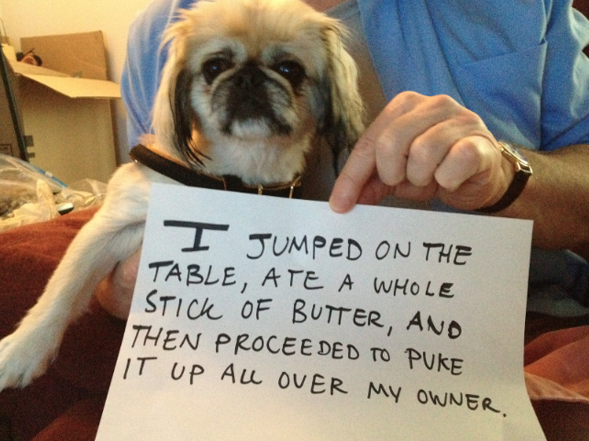 I JUMPED ON THE
TABLE, ATE A WHOLE
STICK OF BUTTER, AND
THEN PROCEEDED TO PUKE
IT UP ALL OVER MY OWNER.